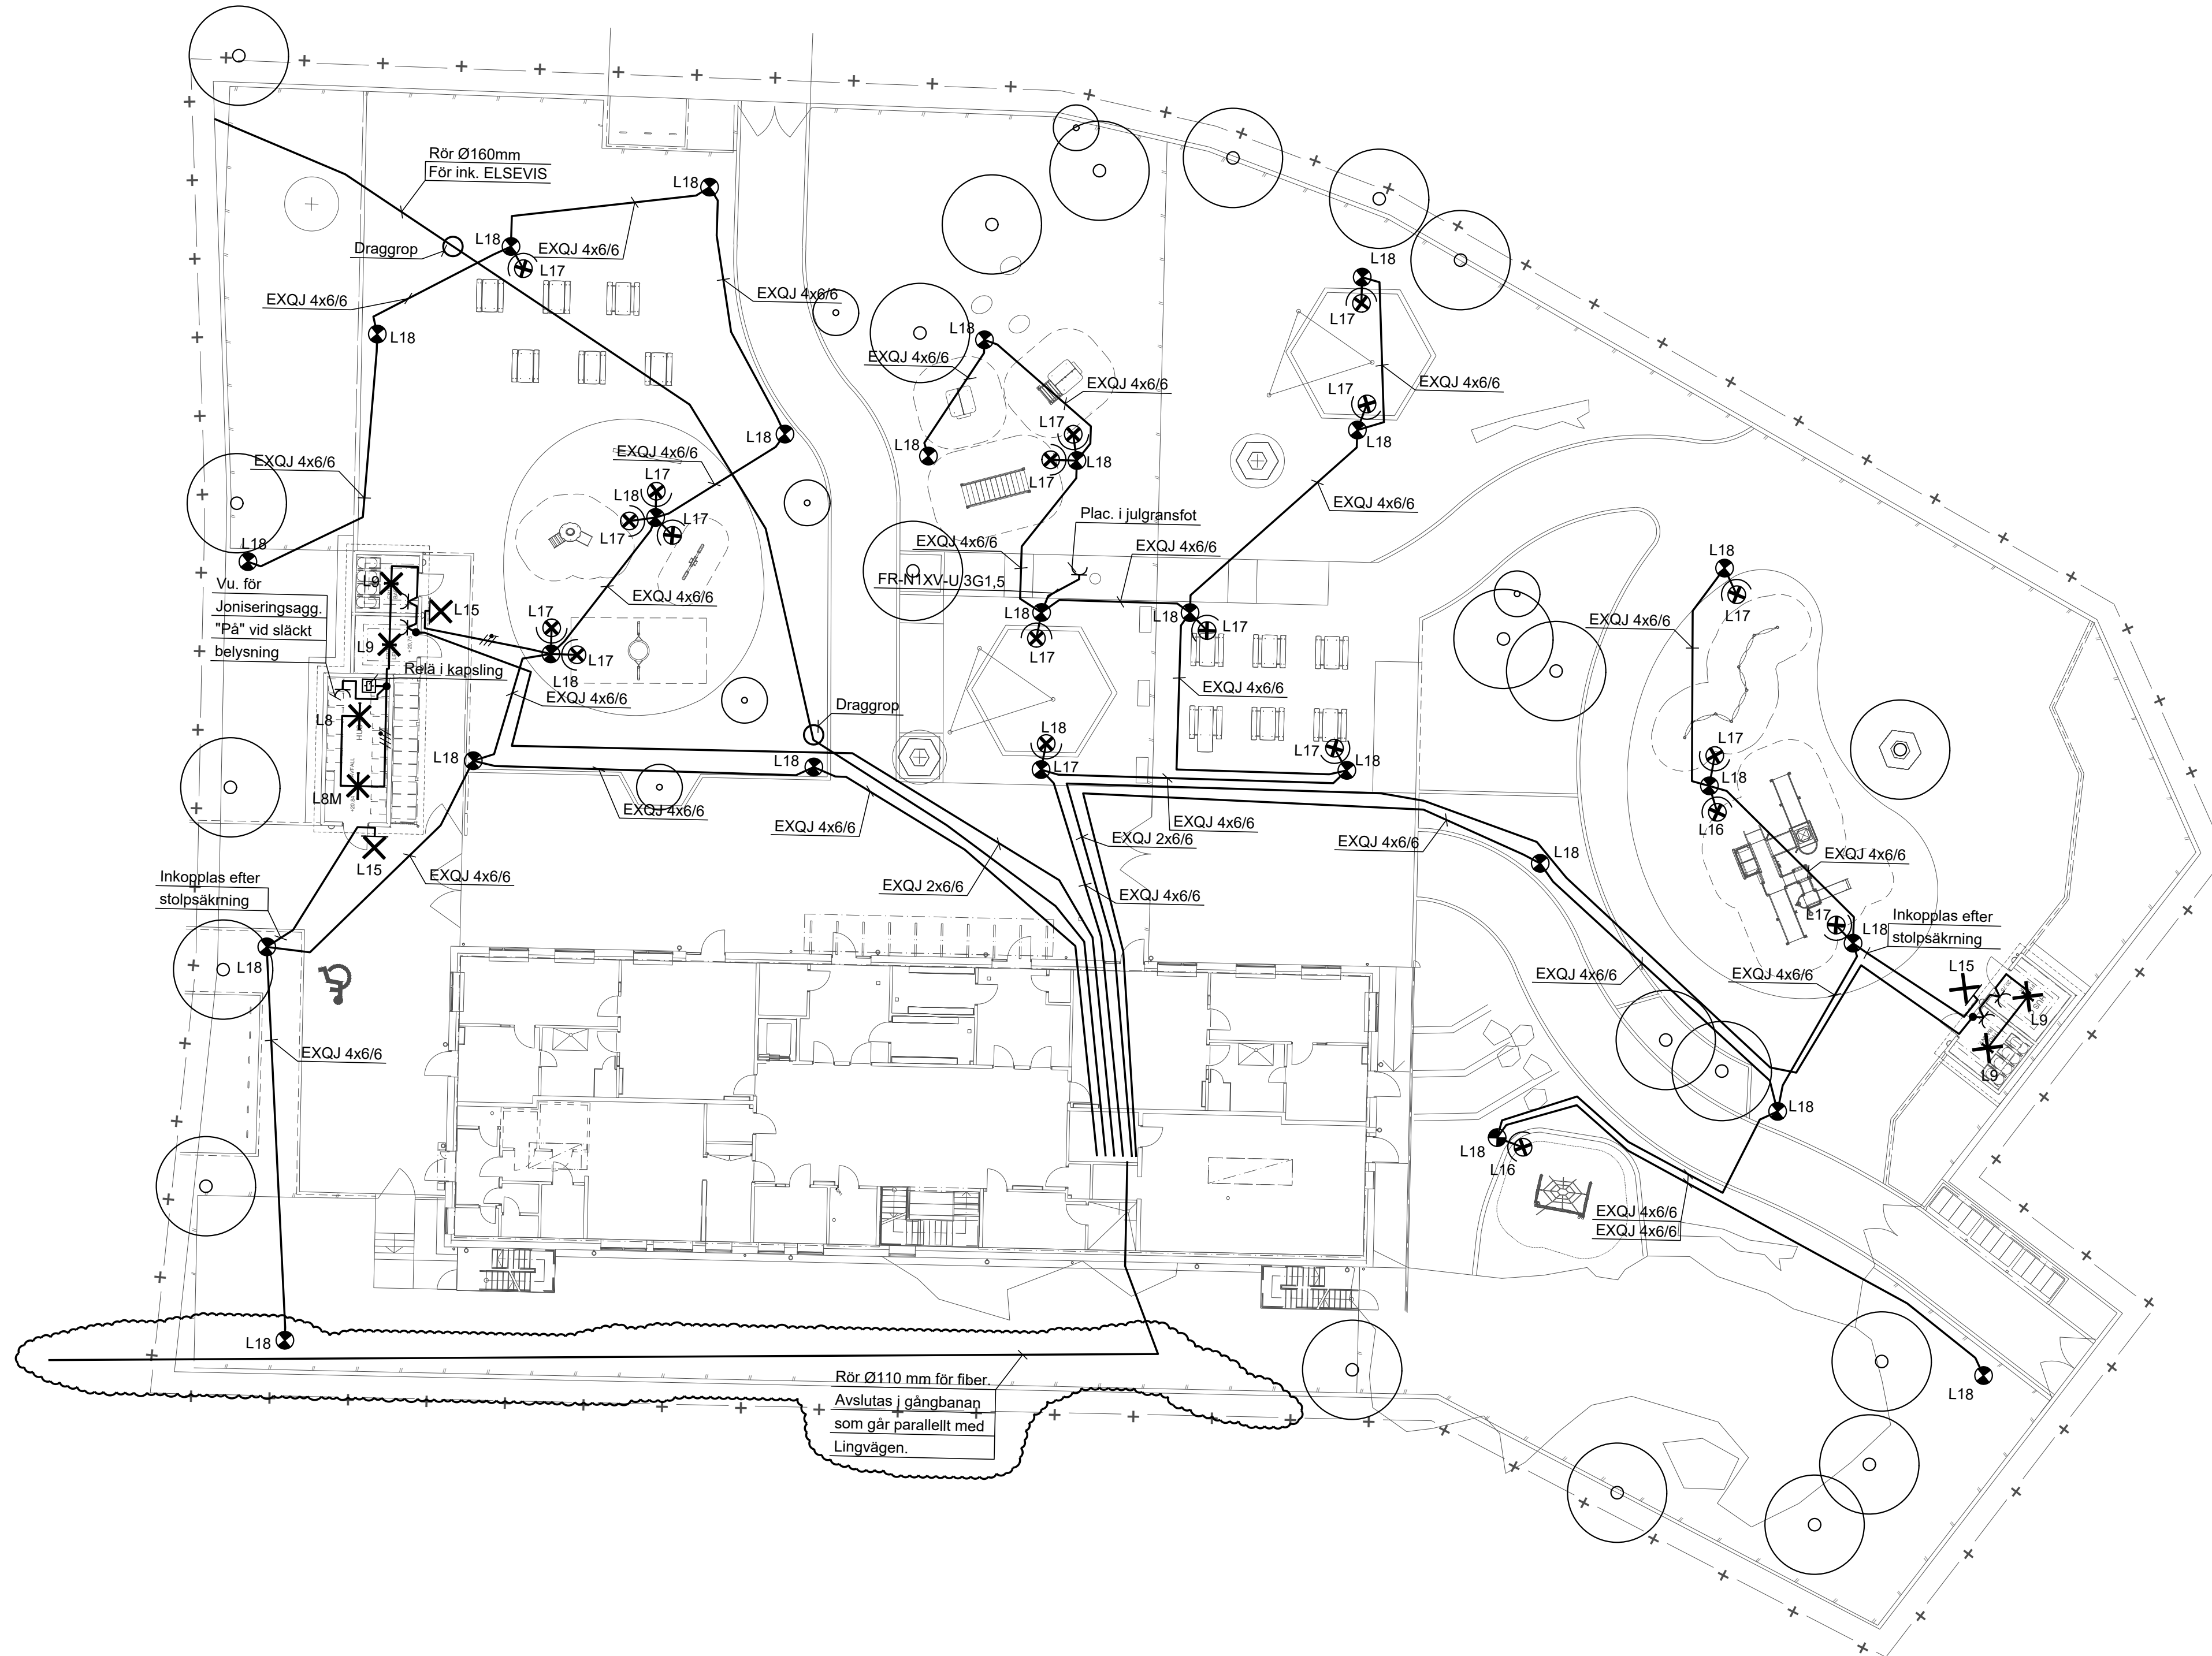 Rör Ø160mm
För ink. ELSEVIS
L18
L18
EXQJ 4x6/6
Draggrop
L17
EXQJ 4x6/6
EXQJ 4x6/6
L18
L18
L17
L18
L18
EXQJ 4x6/6
EXQJ 4x6/6
EXQJ 4x6/6
L17
L17
EXQJ 4x6/6
L18
L18
L17
L18
L17
EXQJ 4x6/6
EXQJ 4x6/6
L17
L18
L17
L17
EXQJ 4x6/6
Plac. i julgransfot
EXQJ 4x6/6
EXQJ 4x6/6
FR-N1XV-U 3G1,5
L18
L18
L17
L17
L18
Vu. för
Joniseringsagg.
"På" vid släckt
belysning
L9
L15
L9
Relä i kapsling
EXQJ 4x6/6
L17
L17
L18
EXQJ 4x6/6
L8
L8M
L15
L18
L18
Draggrop
EXQJ 4x6/6
EXQJ 4x6/6
EXQJ 4x6/6
L18
L17
EXQJ 4x6/6
L17
L18
EXQJ 4x6/6
EXQJ 2x6/6
EXQJ 4x6/6
EXQJ 2x6/6
EXQJ 4x6/6
L18
L18
L17
EXQJ 4x6/6
L17
L18
L16
EXQJ 4x6/6
L17
L18
Inkopplas efter
stolpsäkrning
EXQJ 4x6/6
EXQJ 4x6/6
L15
L9
L9
L18
Inkopplas efter
stolpsäkrning
L18
EXQJ 4x6/6
L18
L16
EXQJ 4x6/6
EXQJ 4x6/6
L18
L18
Rör Ø110 mm för fiber.
Avslutas i gångbanan
som går parallellt med
Lingvägen.